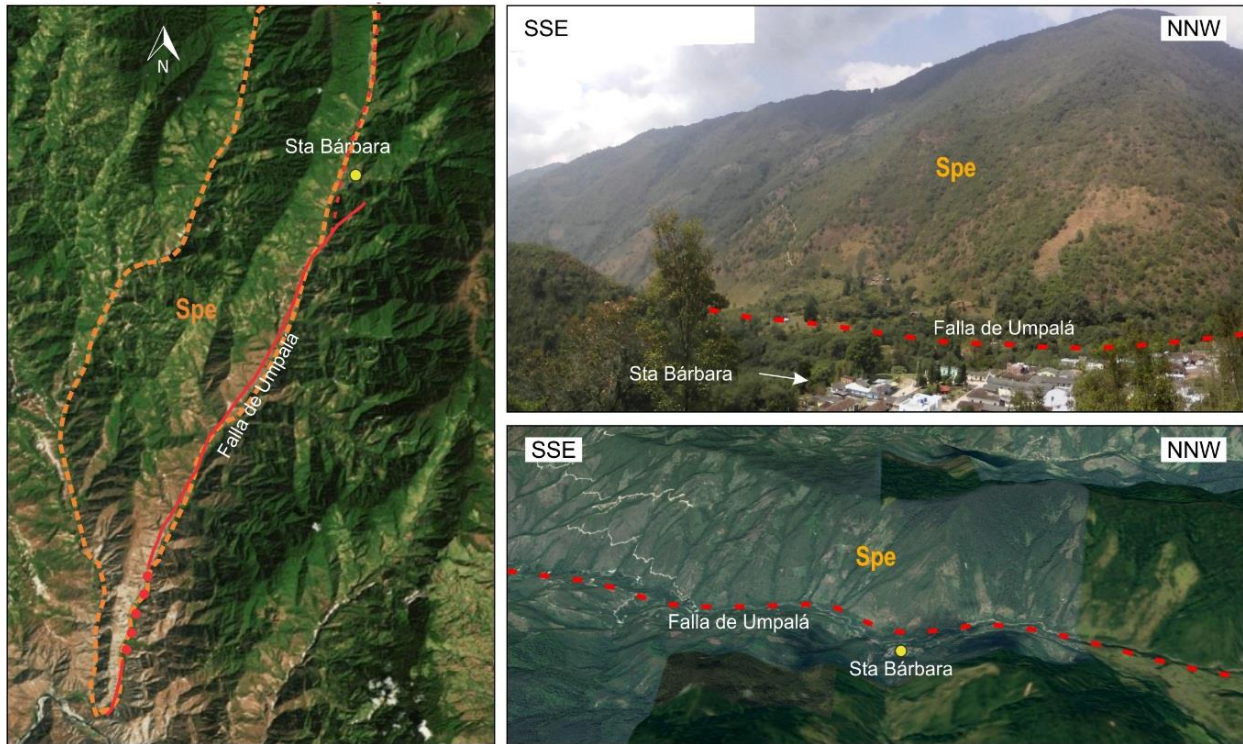 N
Sta Bárbara
Spe
Falla de Umpalá
SSE
NNW
Spe
Falla de Umpalá
Sta Bárbara
SSE
NNW
Spe
Falla de Umpalá
Sta Bárbara